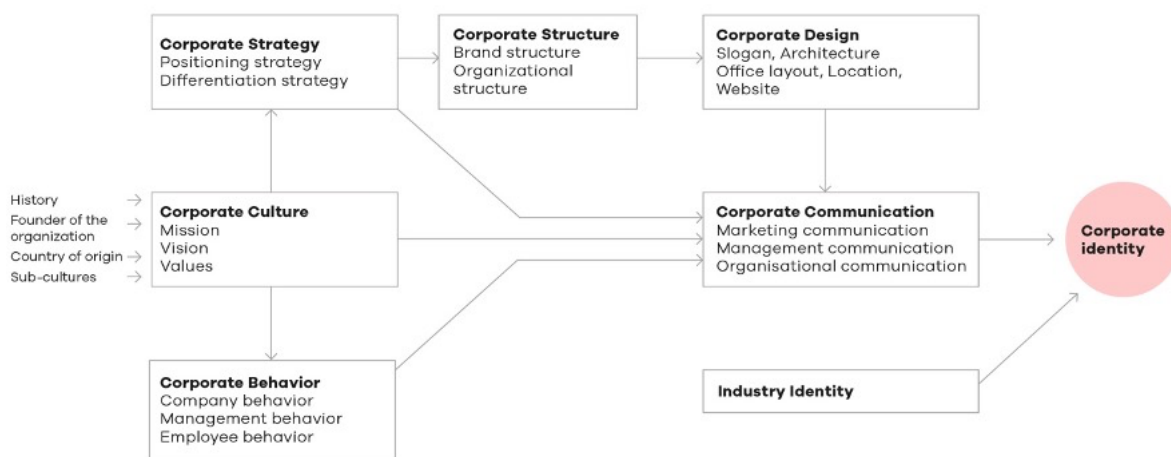 Corporate Strategy
Positioning strategy
Differentiation strategy
Corporate Structure
Brand structure
Organizational
structure
Corporate Design
Slogan, Architecture
Office layout, Location,
Website
History
Founder of the
organization
Country of origin
Sub-cultures
Corporate Culture
Mission
Vision
Values
Corporate Communication
Marketing communication
Management communication
Organisational communication
Corporate
identity
Corporate Behavior
Company behavior
Management behavior
Employee behavior
Industry Identity